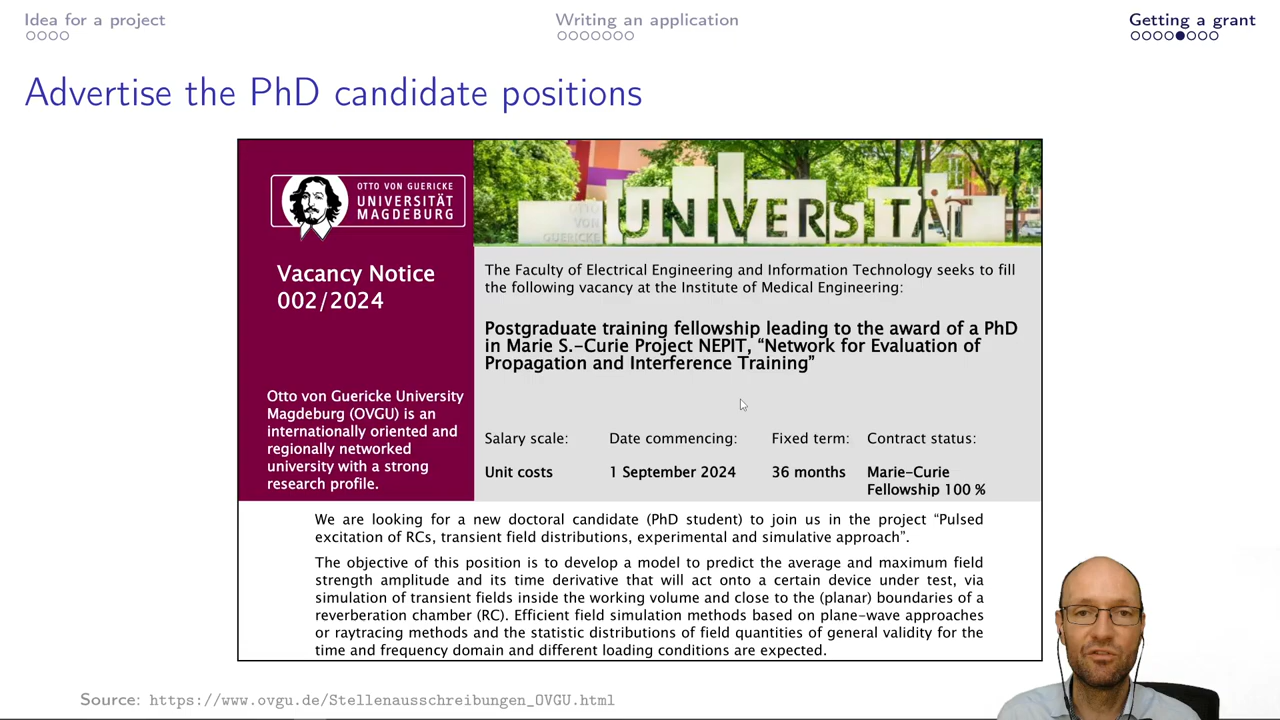 Idea for a project
Writing an application
Getting a grant
Advertise the PhD candidate positions
OTTO VON GUERICKE
UNIVERSITÄT
MAGDEBURG
OTTO
VON
GUERICKE
UNIVERSITÄT
Vacancy Notice
002/2024
Otto von Guericke University
Magdeburg (OVGU) is an
internationally oriented and
regionally networked
university with a strong
research profile.
The Faculty of Electrical Engineering and Information Technology seeks to fill
the following vacancy at the Institute of Medical Engineering:
Postgraduate training fellowship leading to the award of a PhD
in Marie S.-Curie Project NEPIT, “Network for Evaluation of
Propagation and Interference Training”
Salary scale: Date commencing: Fixed term: Contract status:
Unit costs 1 September 2024 36 months Marie-Curie
Fellowship 100 %
We are looking for a new doctoral candidate (PhD student) to join us in the project “Pulsed
excitation of RCs, transient field distributions, experimental and simulative approach”.
The objective of this position is to develop a model to predict the average and maximum field
strength amplitude and its time derivative that will act onto a certain device under test, via
simulation of transient fields inside the working volume and close to the (planar) boundaries of a
reverberation chamber (RC). Efficient field simulation methods based on plane-wave approaches
or raytracing methods and the statistic distributions of field quantities of general validity for the
time and frequency domain and different loading conditions are expected.
Source: https://www.ovgu.de/Stellenausschreibungen_OVGU.html